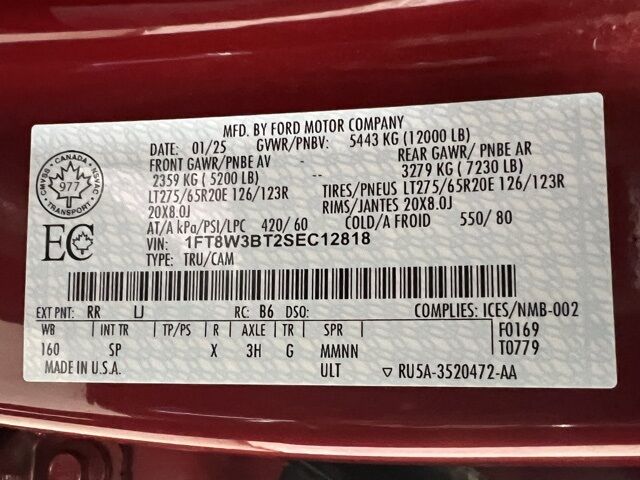 MFD. BY FORD MOTOR COMPANY
DATE: 01/25 GVWR/PNBV: 5443 KG (12000 LB)
FRONT GAWR/PNBE AV REAR GAWR/ PNBE AR
2359 KG ( 5200 LB) 3279 KG ( 7230 LB)
LT275/65R20E 126/123R TIRES/PNEUS LT275/65R20E 126/123R
20X8.0J RIMS/JANTES 20X8.0J
AT/A kPa/PSI/LPC 420/ 60 COLD/A FROID 550/ 80
VIN: 1FT8W3BT2SEC12818
TYPE: TRU/CAM
CANADA
CMVSS NSVAC
977
TRANSPORT
EC
EXT PNT: RR LJ RC: B6 DSO: COMPLIES: ICES/NMB-002
WB INT TR TP/PS R AXLE TR SPR F0169
160 SP X 3H G MMNN T0779
MADE IN U.S.A. ULT ▽ RU5A-3520472-AA